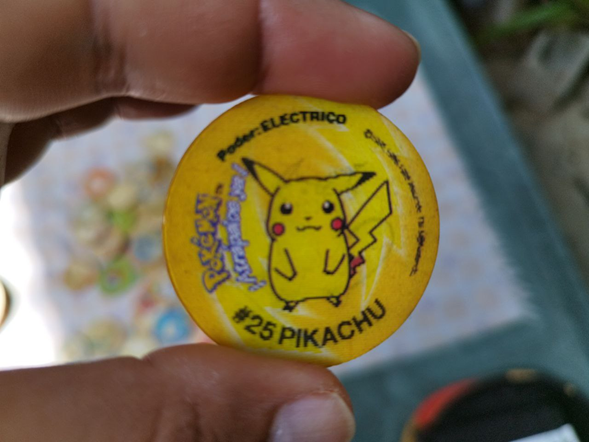 Poder: ELECTRICO
POKÉMON
¡Atrápalos ya!
#25 PIKACHU